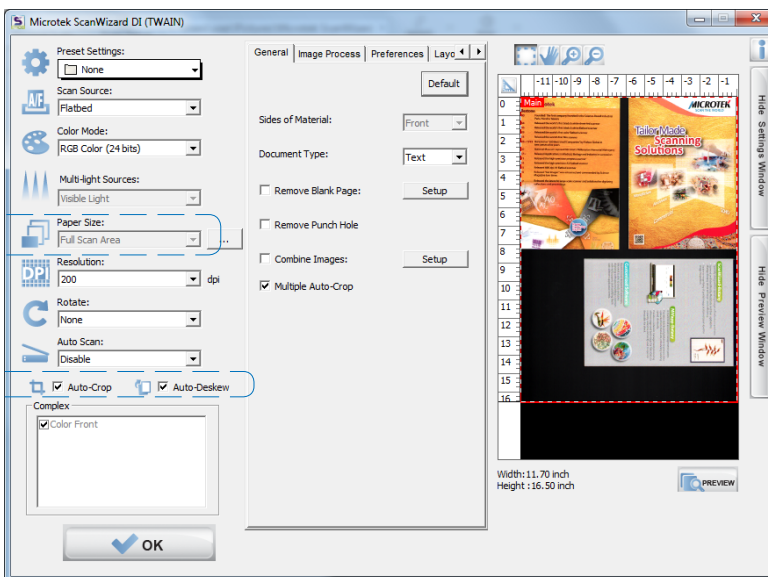 Microtek ScanWizard DI (TWAIN)
Preset Settings:
None
Scan Source:
Flatbed
Color Mode:
RGB Color (24 bits)
Multi-light Sources:
Visible Light
Paper Size:
Full Scan Area
...
DPI
Resolution:
200 dpi
Rotate:
None
Auto Scan:
Disable
Auto-Crop Auto-Deskew
Complex
Color Front
OK
General Image Process Preferences Layo
Default
Sides of Material: Front
Document Type: Text
Remove Blank Page: Setup
Remove Punch Hole
Combine Images: Setup
Multiple Auto-Crop
-11 -10 -9 -8 -7 -6 -5 -4 -3 -2 -1
0
1
2
3
4
5
6
7
8
9
10
11
12
13
14
15
16
Main
MICROTEK
Tailor Made
Scanning
Solutions
Width:11.70 inch
Height :16.50 inch
PREVIEW
Hide Settings Window
Hide Preview Window